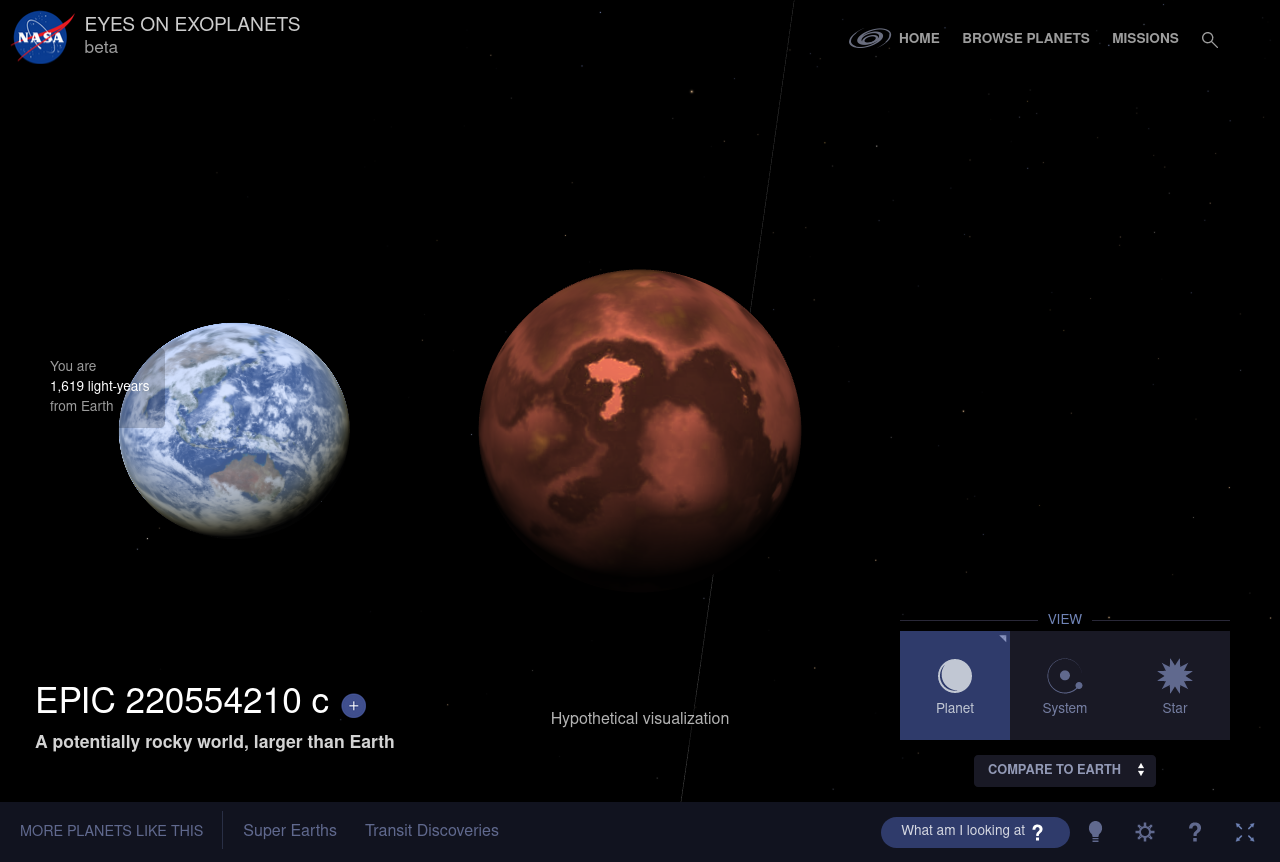 NASA
EYES ON EXOPLANETS
beta
HOME
BROWSE PLANETS
MISSIONS
You are
1,619 light-years
from Earth
EPIC 220554210 c +
A potentially rocky world, larger than Earth
Hypothetical visualization
VIEW
Planet
System
Star
COMPARE TO EARTH
MORE PLANETS LIKE THIS
Super Earths
Transit Discoveries
What am I looking at ?
?